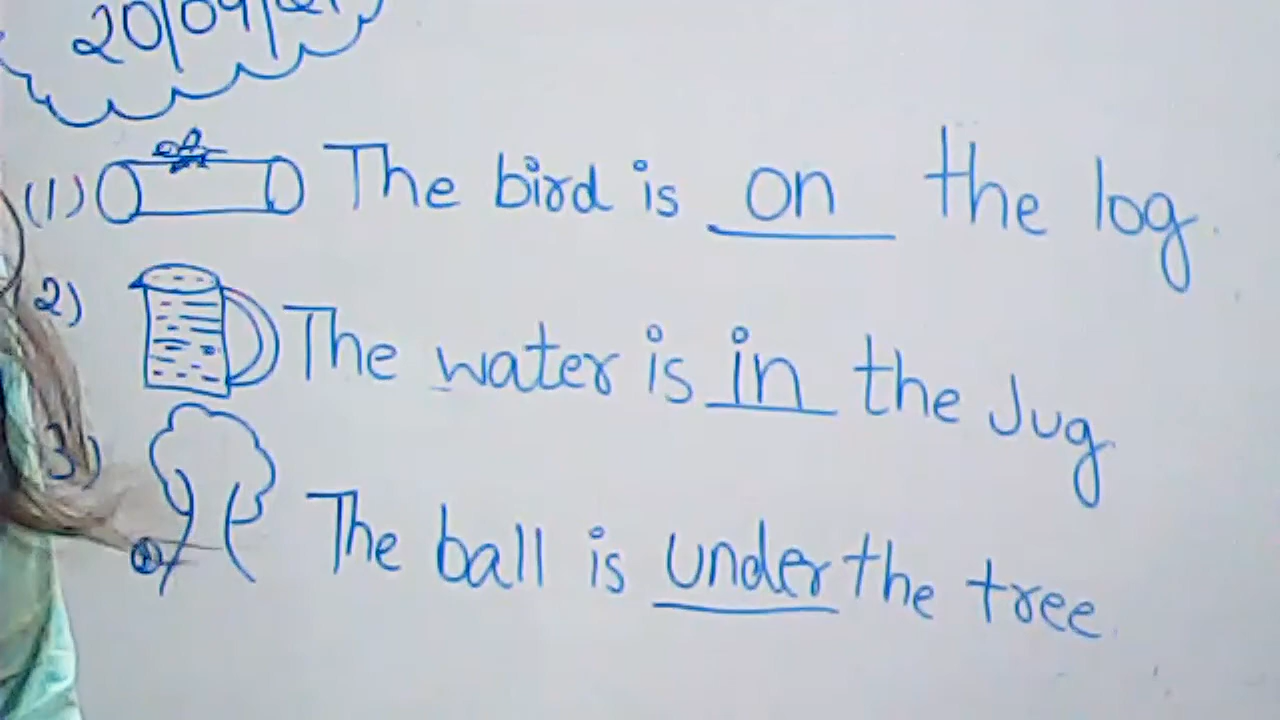 20/09/21
(1) The bird is on the log.
2) The water is in the Jug
3) The ball is under the tree.